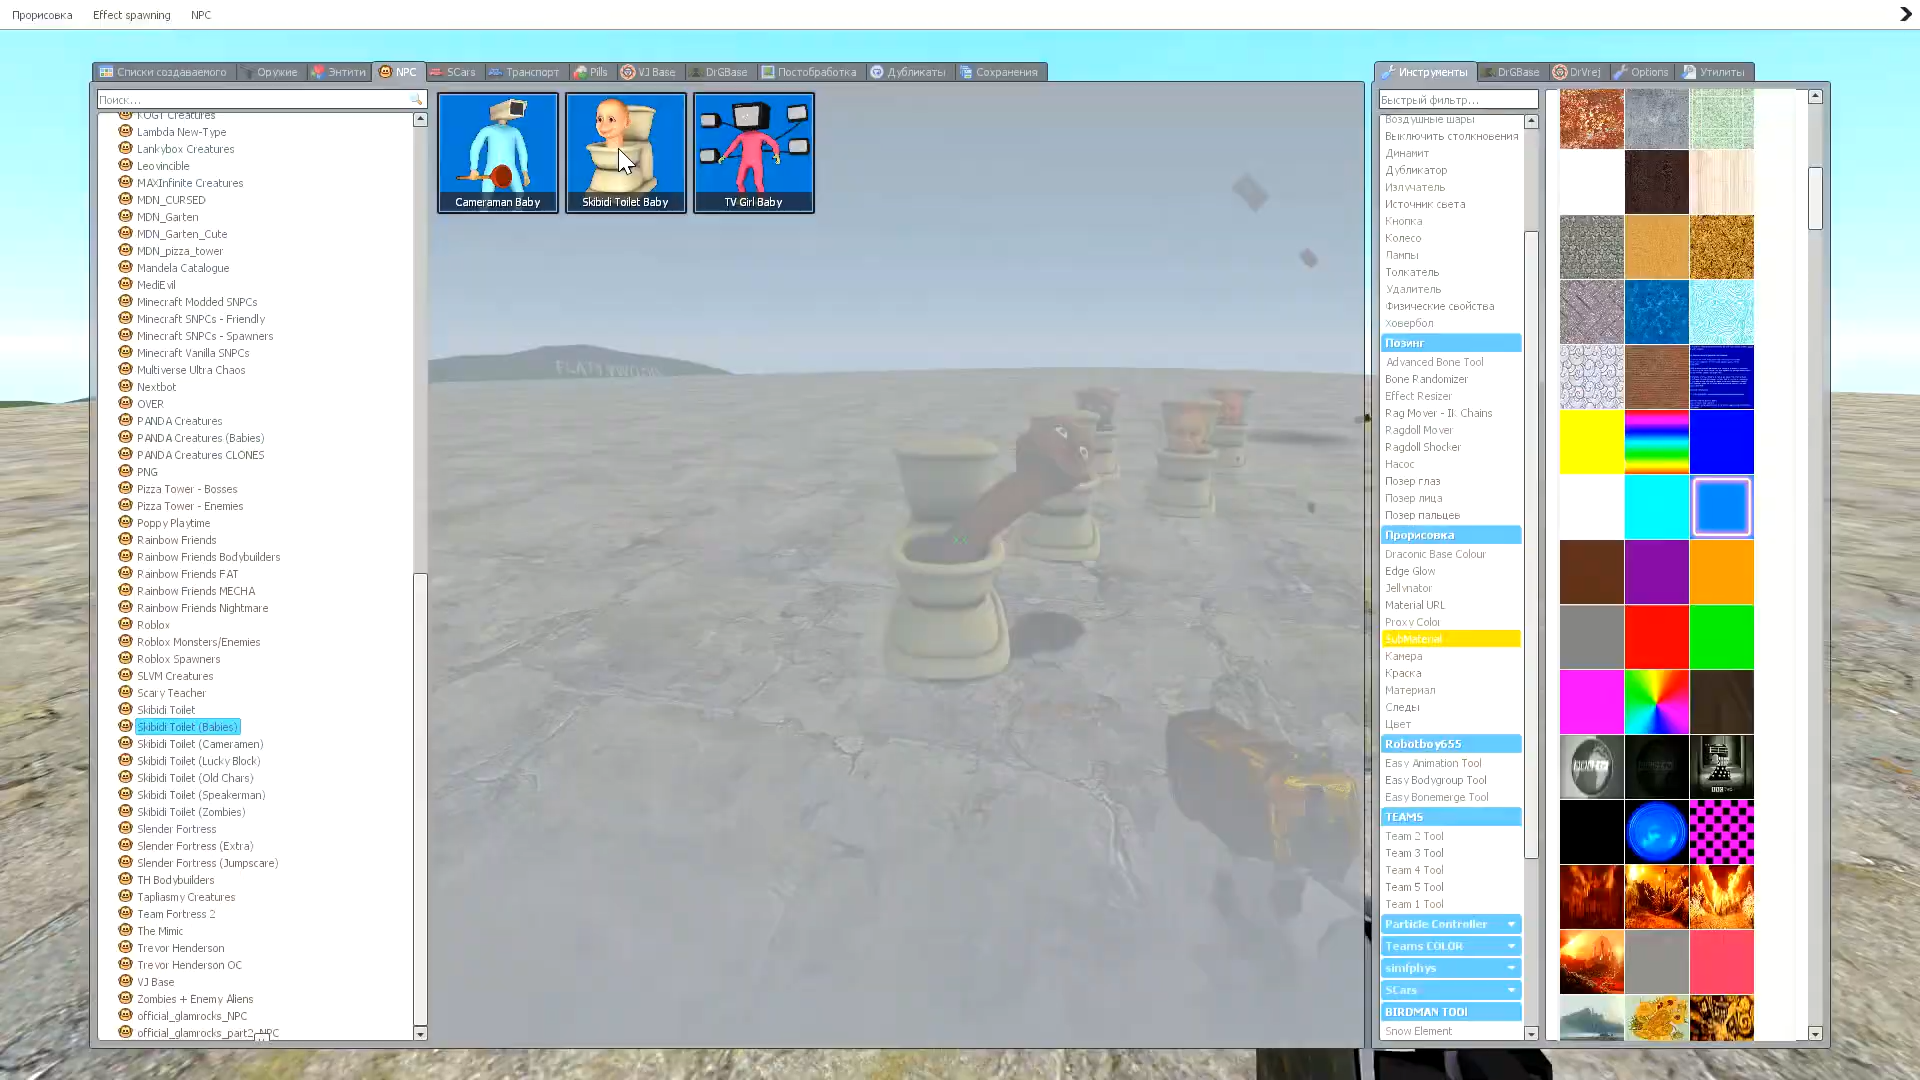 Прорисовка
Effect spawning
NPC
Списки создаваемого
Оружие
Энтити
NPC
SCars
Транспорт
Pills
VJ Base
DrGBase
Постобработка
Дубликаты
Сохранения
Поиск...
KOGT Creatures
Lambda New-Type
Lankybox Creatures
Leovincible
MAXInfinite Creatures
MDN_CURSED
MDN_Garten
MDN_Garten_Cute
MDN_pizza_tower
Mandela Catalogue
MediEvil
Minecraft Modded SNPCs
Minecraft SNPCs - Friendly
Minecraft SNPCs - Spawners
Minecraft Vanilla SNPCs
Multiverse Ultra Chaos
Nextbot
OVER
PANDA Creatures
PANDA Creatures (Babies)
PANDA Creatures CLONES
PNG
Pizza Tower - Bosses
Pizza Tower - Enemies
Poppy Playtime
Rainbow Friends
Rainbow Friends Bodybuilders
Rainbow Friends FAT
Rainbow Friends MECHA
Rainbow Friends Nightmare
Roblox
Roblox Monsters/Enemies
Roblox Spawners
SLVM Creatures
Scary Teacher
Skibidi Toilet
Skibidi Toilet (Babies)
Skibidi Toilet (Cameramen)
Skibidi Toilet (Lucky Block)
Skibidi Toilet (Old Chars)
Skibidi Toilet (Speakerman)
Skibidi Toilet (Zombies)
Slender Fortress
Slender Fortress (Extra)
Slender Fortress (Jumpscare)
TH Bodybuilders
Tapliasmy Creatures
Team Fortress 2
The Mimic
Trevor Henderson
Trevor Henderson OC
VJ Base
Zombies + Enemy Aliens
official_glamrocks_NPC
official_glamrocks_part2_NPC
Cameraman Baby
Skibidi Toilet Baby
TV Girl Baby
FLATYWOOD
Инструменты
DrGBase
DrVrej
Options
Утилиты
Быстрый фильтр...
Воздушные шары
Выключить столкновения
Динамит
Дубликатор
Излучатель
Источник света
Кнопка
Колесо
Лампы
Толкатель
Удалитель
Физические свойства
Ховербол
Позинг
Advanced Bone Tool
Bone Randomizer
Effect Resizer
Rag Mover - IK Chains
Ragdoll Mover
Ragdoll Shocker
Насос
Позер глаз
Позер лица
Позер пальцев
Прорисовка
Draconic Base Colour
Edge Glow
Jellynator
Material URL
Proxy Color
SubMaterial
Камера
Краска
Материал
Следы
Цвет
Robotboy655
Easy Animation Tool
Easy Bodygroup Tool
Easy Bonemerge Tool
TEAMS
Team 2 Tool
Team 3 Tool
Team 4 Tool
Team 5 Tool
Team 1 Tool
Particle Controller
Teams COLOR
simfphys
SCars
BIRDMAN TOOl
Snow Element